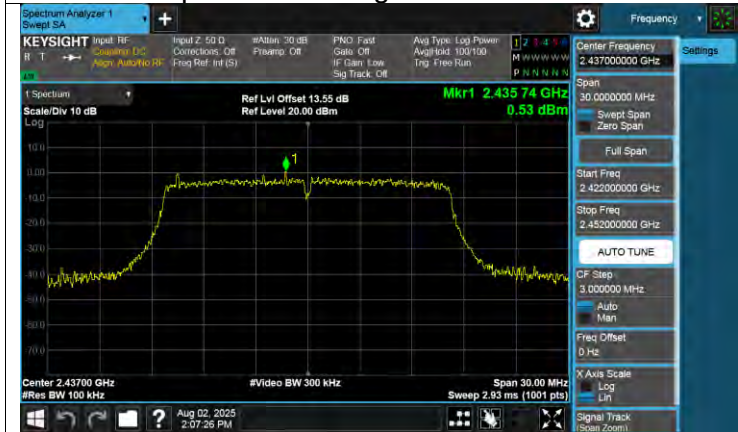 Spectrum Analyzer 1
Swept SA
+
Frequency
KEYSIGHT
R T
Input: RF
Coupling: DC
Align: Auto/No RF
Input Z: 50 Ω
Corrections: Off
Freq Ref: Int (S)
#Atten: 30 dB
Preamp: Off
PNO: Fast
Gate: Off
IF Gain: Low
Sig Track: Off
Avg Type: Log-Power
Avg|Hold: 100/100
Trig: Free Run
1 2 3 4 5 6
M W W W W W
P N N N N N
Center Frequency
2.437000000 GHz
Settings
Span
30.0000000 MHz
Swept Span
Zero Span
Full Span
Start Freq
2.422000000 GHz
Stop Freq
2.452000000 GHz
AUTO TUNE
CF Step
3.000000 MHz
Auto
Man
Freq Offset
0 Hz
X Axis Scale
Log
Lin
Signal Track
(Span Zoom)
1 Spectrum
Scale/Div 10 dB
Log
Ref Lvl Offset 13.55 dB
Ref Level 20.00 dBm
Mkr1 2.435 74 GHz
0.53 dBm
1
10.0
0.00
-10.0
-20.0
-30.0
-40.0
-50.0
-60.0
-70.0
Center 2.43700 GHz
#Res BW 100 kHz
#Video BW 300 kHz
Span 30.00 MHz
Sweep 2.93 ms (1001 pts)
?
Aug 02, 2025
2:07:26 PM